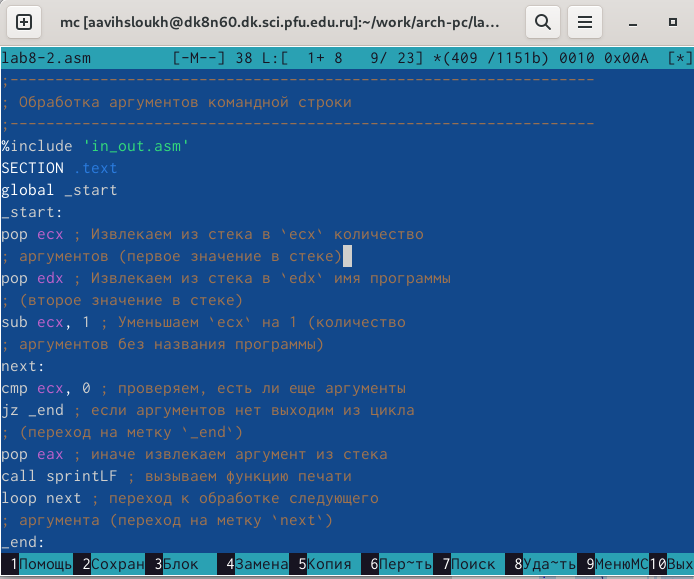 mc [aavihsloukh@dk8n60.dk.sci.pfu.edu.ru]:~/work/arch-pc/la...
lab8-2.asm [-M--] 38 L:[ 1+ 8 9/ 23] *(409 /1151b) 0010 0x00A [*]
;-----------------------------------------------------------------
; Обработка аргументов командной строки
;-----------------------------------------------------------------
%include 'in_out.asm'
SECTION .text
global _start
_start:
pop ecx ; Извлекаем из стека в `ecx` количество
; аргументов (первое значение в стеке)
pop edx ; Извлекаем из стека в `edx` имя программы
; (второе значение в стеке)
sub ecx, 1 ; Уменьшаем `ecx` на 1 (количество
; аргументов без названия программы)
next:
cmp ecx, 0 ; проверяем, есть ли еще аргументы
jz _end ; если аргументов нет выходим из цикла
; (переход на метку `_end`)
pop eax ; иначе извлекаем аргумент из стека
call sprintLF ; вызываем функцию печати
loop next ; переход к обработке следующего
; аргумента (переход на метку `next`)
_end:
1Помощь 2Сохран 3Блок 4Замена 5Копия 6Пер~ть 7Поиск 8Уда~ть 9МенюMC 10Вых